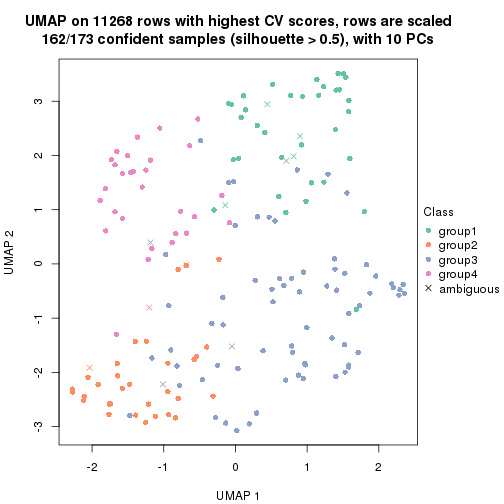 UMAP on 11268 rows with highest CV scores, rows are scaled
162/173 confident samples (silhouette > 0.5), with 10 PCs
3
2
1
0
-1
-2
-3
UMAP 2
-2
-1
0
1
2
UMAP 1
Class
group1
group2
group3
group4
ambiguous